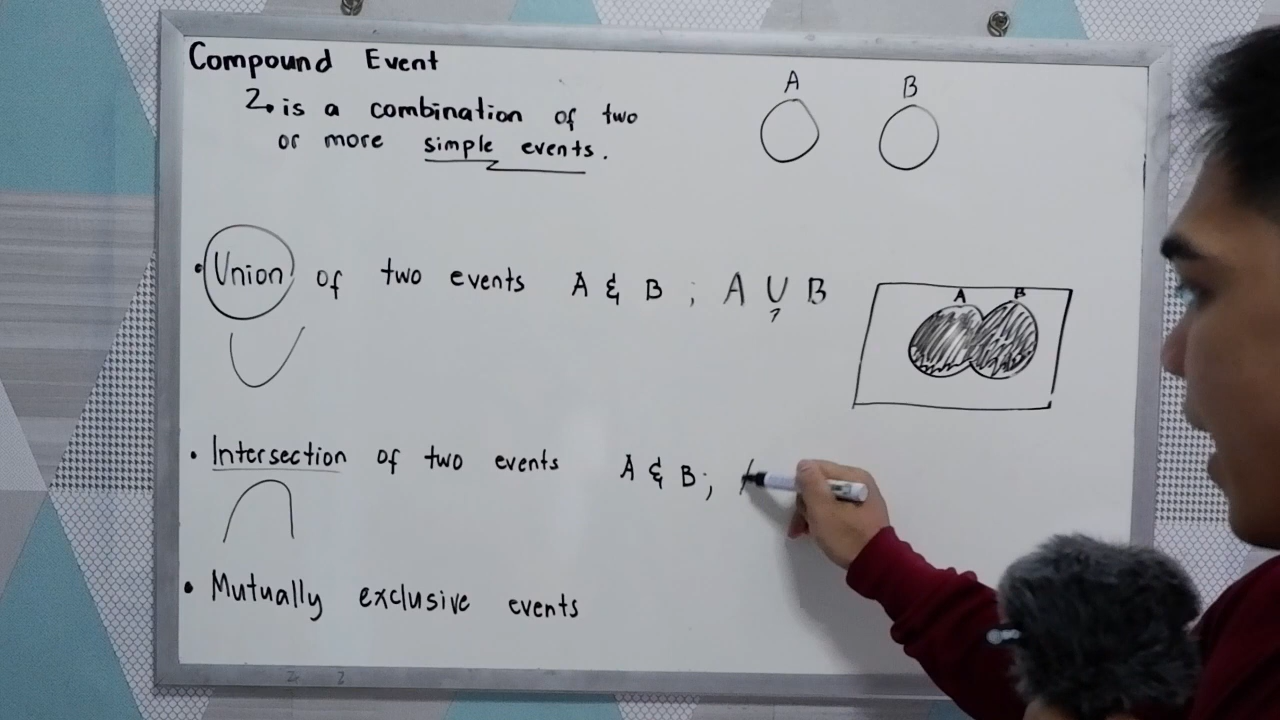 Compound Event
A B
is a combination of two
or more simple events.
• Union of two events A & B ; A U B
A B
• Intersection of two events A & B;
• Mutually exclusive events